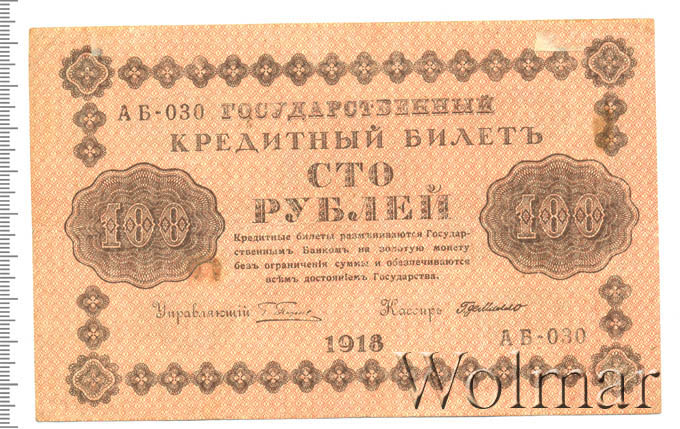 АБ-030 ГОСУДАРСТВЕННЫЙ
КРЕДИТНЫЙ БИЛЕТЪ
СТО
РУБЛЕЙ
100
100
Кредитные билеты размѣниваются Государ-
ственнымъ Банкомъ на золотую монету
безъ ограниченія суммы и обезпечиваются
всѣмъ достояніемъ Государства.
Управляющій
Кассиръ
1918
АБ-030
Wolmar